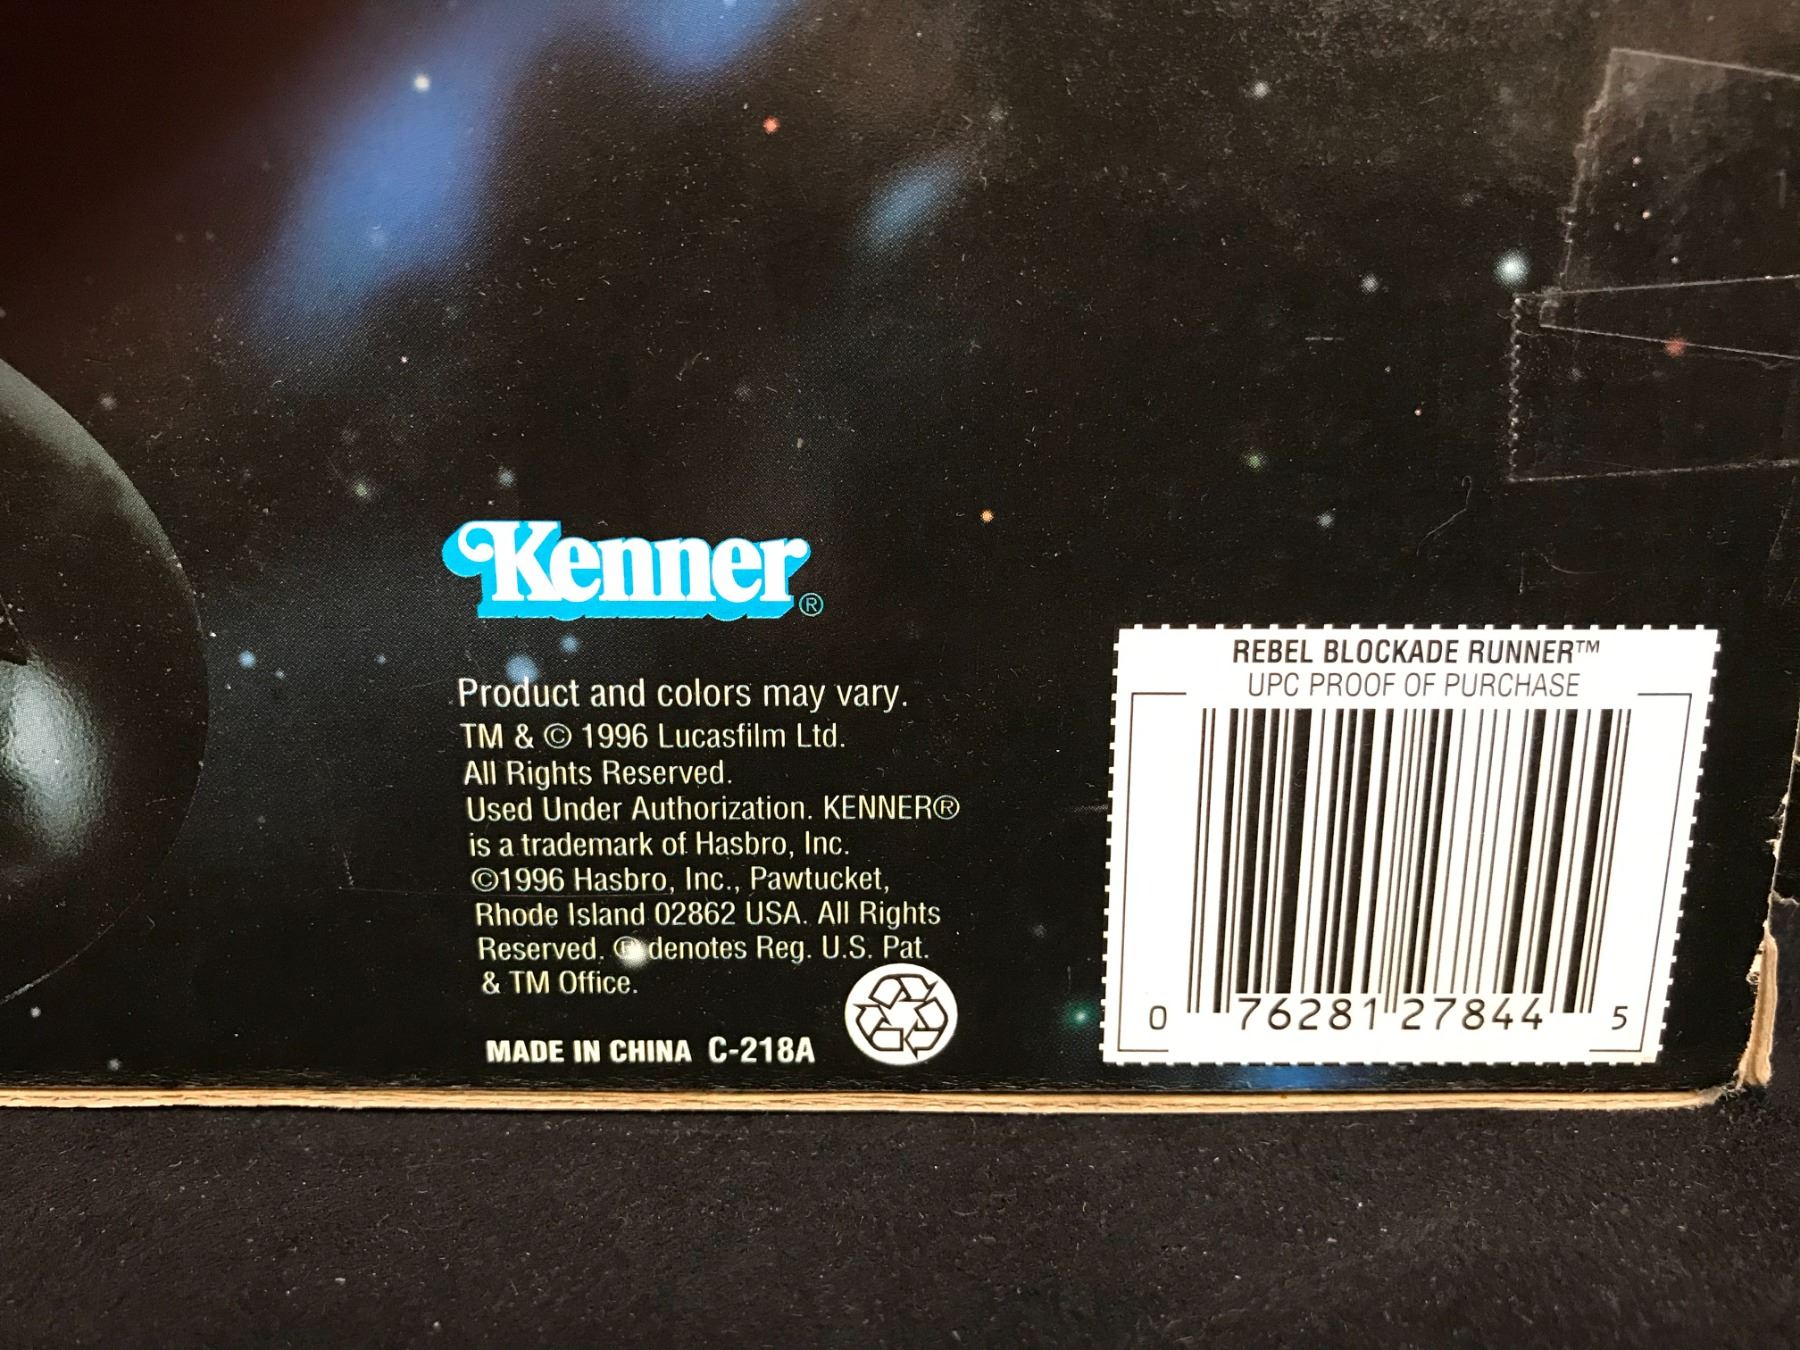 Kenner®
Product and colors may vary.
TM & © 1996 Lucasfilm Ltd.
All Rights Reserved.
Used Under Authorization. KENNER®
is a trademark of Hasbro, Inc.
©1996 Hasbro, Inc., Pawtucket,
Rhode Island 02862 USA. All Rights
Reserved. ® denotes Reg. U.S. Pat.
& TM Office.
MADE IN CHINA C-218A
REBEL BLOCKADE RUNNER™
UPC PROOF OF PURCHASE
0 76281 27844 5